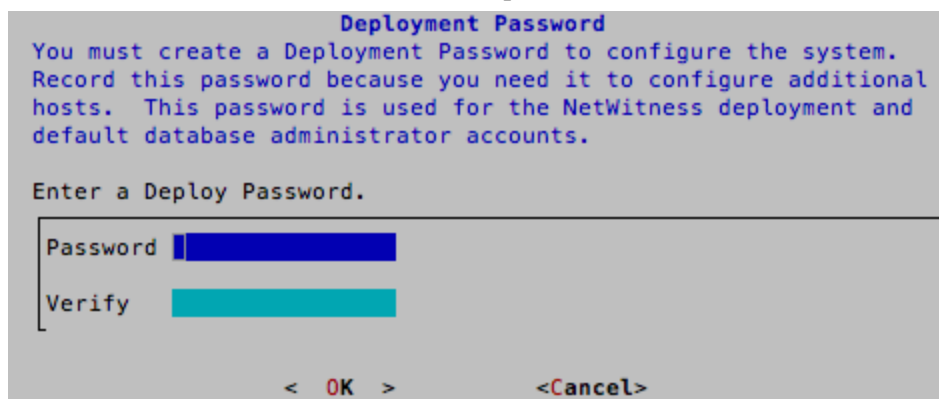 Deployment Password
You must create a Deployment Password to configure the system.
Record this password because you need it to configure additional
hosts.  This password is used for the NetWitness deployment and
default database administrator accounts.
Enter a Deploy Password.
Password
Verify
<  OK  >          <Cancel>